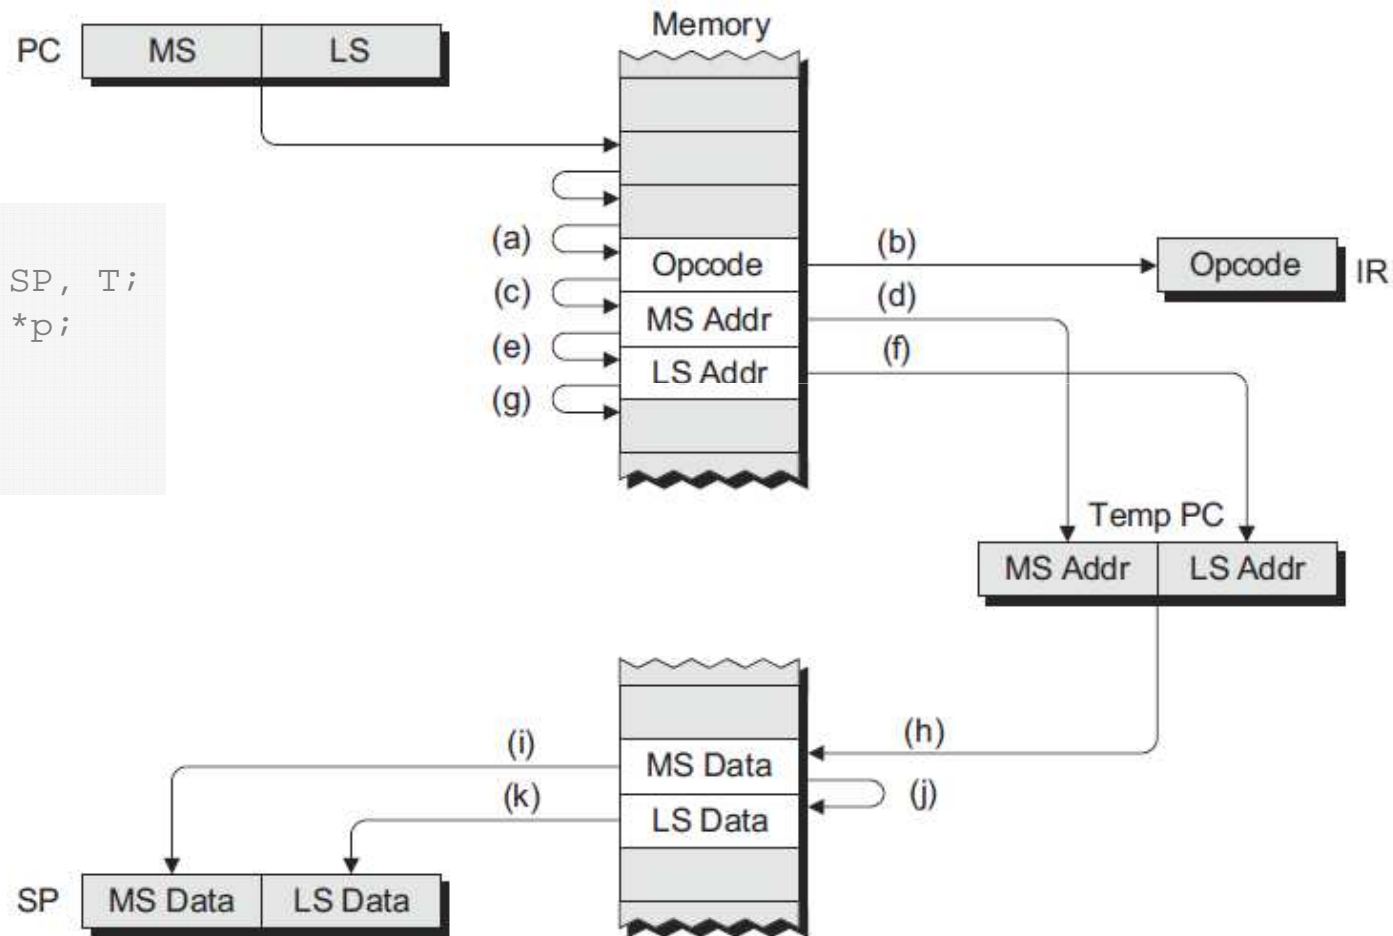 Memory
PC MS LS
(a)
(b)
Opcode
Opcode IR
SP, T;
*p;
(c)
(d)
MS Addr
(e)
(f)
LS Addr
(g)
Temp PC
MS Addr LS Addr
(h)
(i)
MS Data
(j)
(k)
LS Data
SP MS Data LS Data